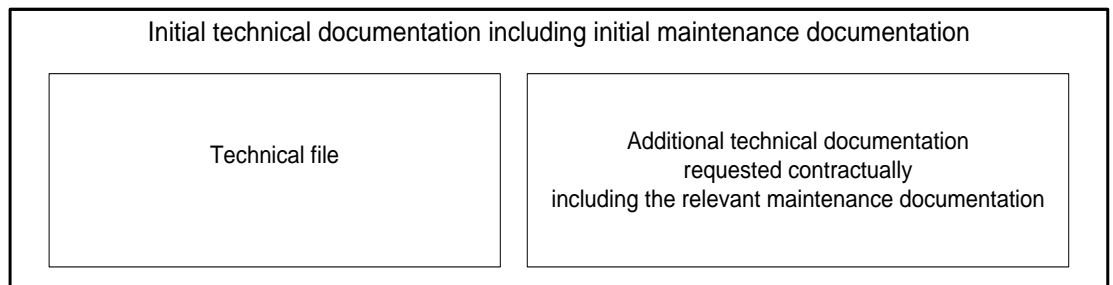 Initial technical documentation including initial maintenance documentation
Technical file
Additional technical documentation
requested contractually
including the relevant maintenance documentation